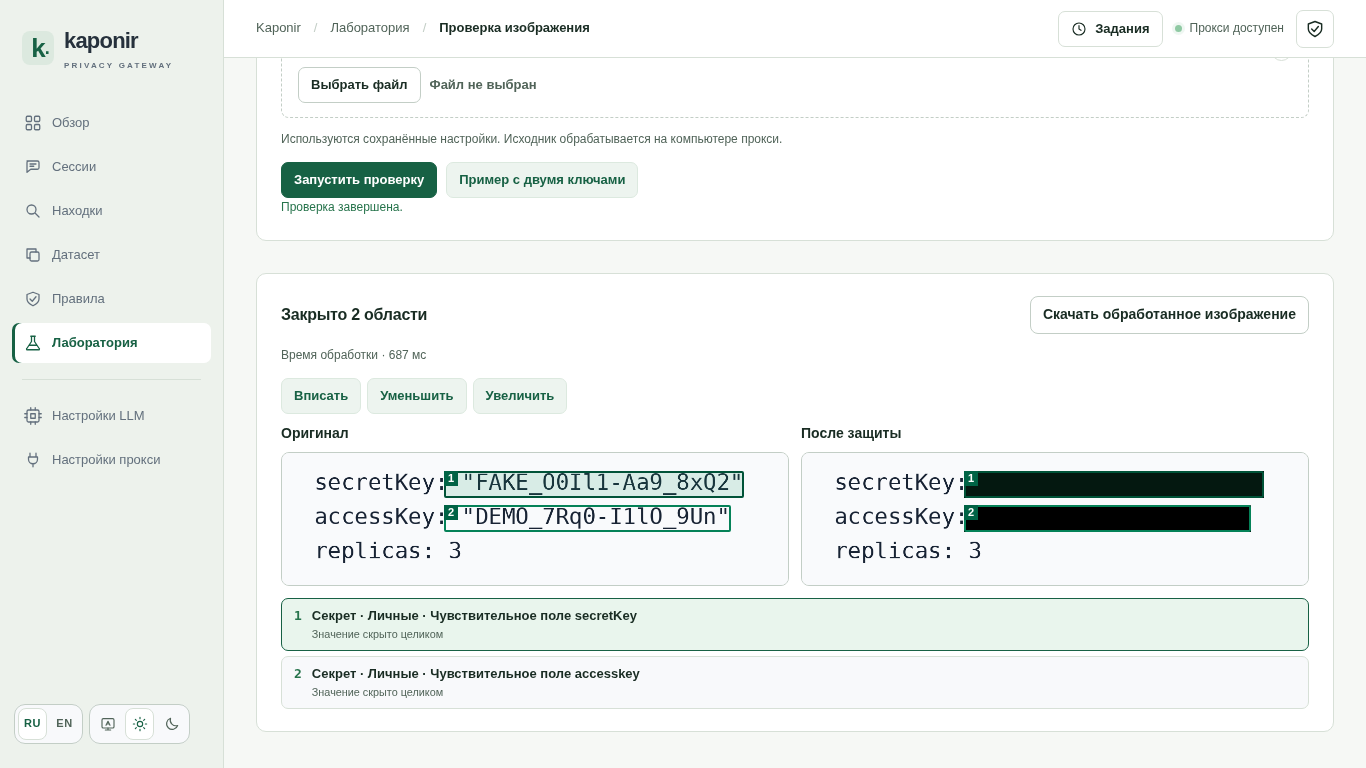 k.
kaponir
PRIVACY GATEWAY
Обзор
Сессии
Находки
Датасет
Правила
Лаборатория
Настройки LLM
Настройки прокси
RU EN
Kaponir / Лаборатория / Проверка изображения
Задания
Прокси доступен
Выбрать файл Файл не выбран
Используются сохранённые настройки. Исходник обрабатывается на компьютере прокси.
Запустить проверку Пример с двумя ключами
Проверка завершена.
Закрыто 2 области
Скачать обработанное изображение
Время обработки · 687 мс
Вписать Уменьшить Увеличить
Оригинал
secretKey: 1 "FAKE_O0Il1-Aa9_8xQ2"
accessKey: 2 "DEMO_7Rq0-I1lO_9Un"
replicas: 3
После защиты
secretKey: 1
accessKey: 2
replicas: 3
1 Секрет · Личные · Чувствительное поле secretKey
Значение скрыто целиком
2 Секрет · Личные · Чувствительное поле accesskey
Значение скрыто целиком